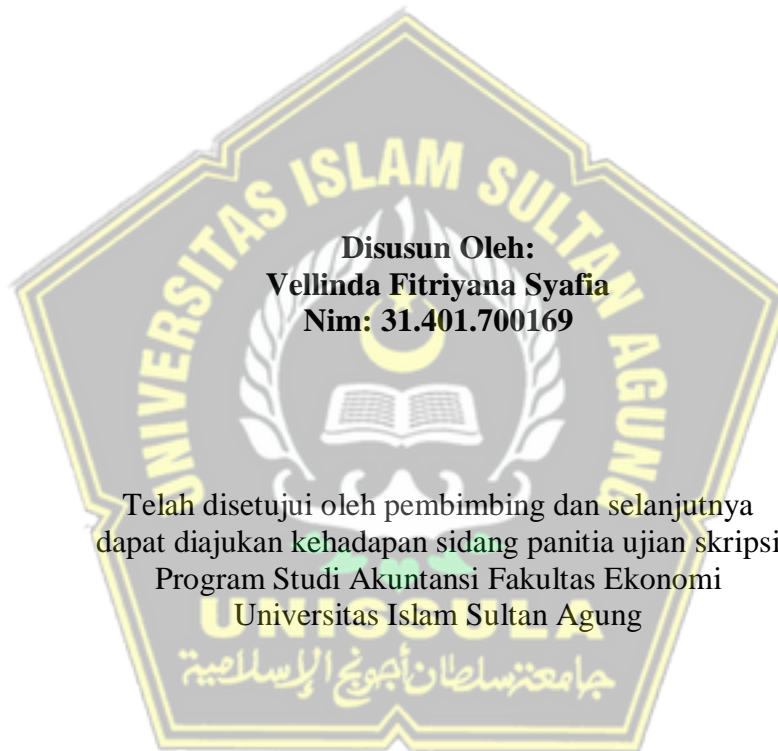 UNIVERSITAS ISLAM SULTAN AGUNG
Disusun Oleh:
Vellinda Fitriyana Syafia
Nim: 31.401.700169
Telah disetujui oleh pembimbing dan selanjutnya
dapat diajukan kehadapan sidang panitia ujian skripsi
Program Studi Akuntansi Fakultas Ekonomi
Universitas Islam Sultan Agung
UNISSULA
جامعة سلطان أجونج الإسلامية